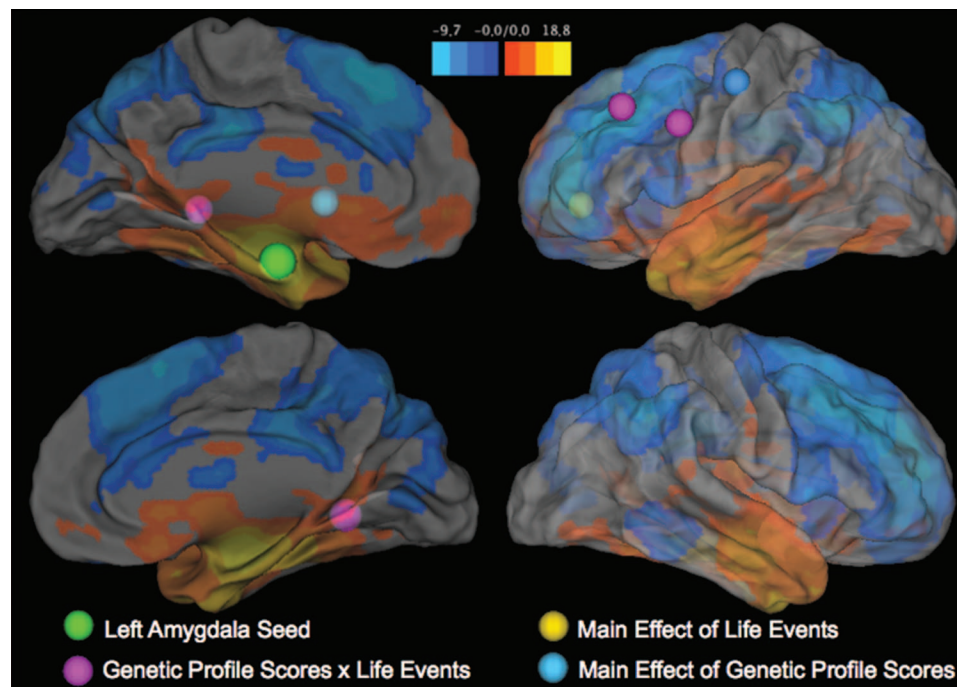 -9.7 -0.0/0.0 18.8
Left Amygdala Seed
Main Effect of Life Events
Genetic Profile Scores x Life Events
Main Effect of Genetic Profile Scores